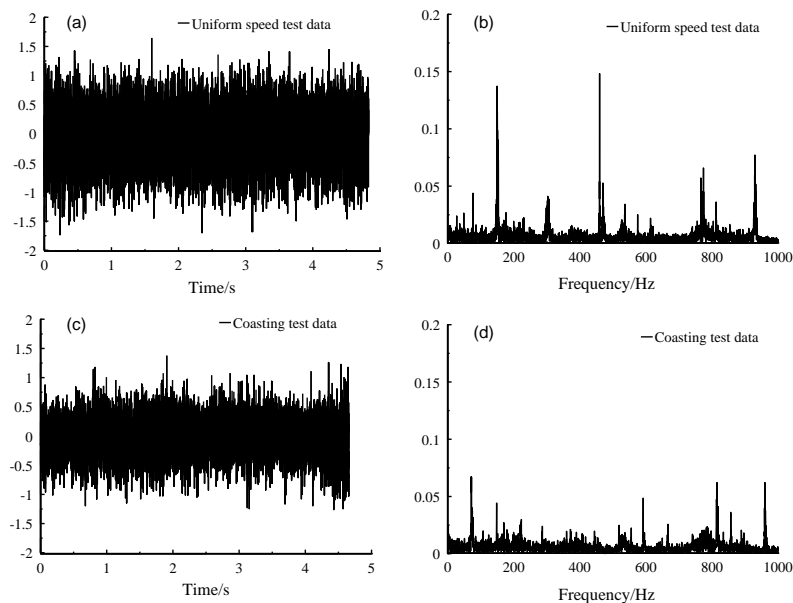 (a)
Uniform speed test data
2
1.5
1
0.5
0
-0.5
-1
-1.5
-2
0 1 2 3 4 5
Time/s
(b)
Uniform speed test data
0.2
0.15
0.1
0.05
0
0 200 400 600 800 1000
Frequency/Hz
(c)
Coasting test data
2
1.5
1
0.5
0
-0.5
-1
-1.5
-2
0 1 2 3 4 5
Time/s
(d)
Coasting test data
0.2
0.15
0.1
0.05
0
0 200 400 600 800 1000
Frequency/Hz